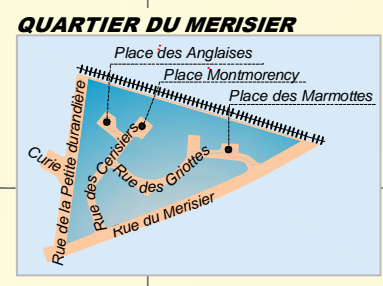 QUARTIER DU MERISIER
Place des Anglaises
Place Montmorency
Place des Marmottes
Curie
Rue de la Petite durandière
Rue des Cerisiers
Rue des Griottes
Rue du Merisier